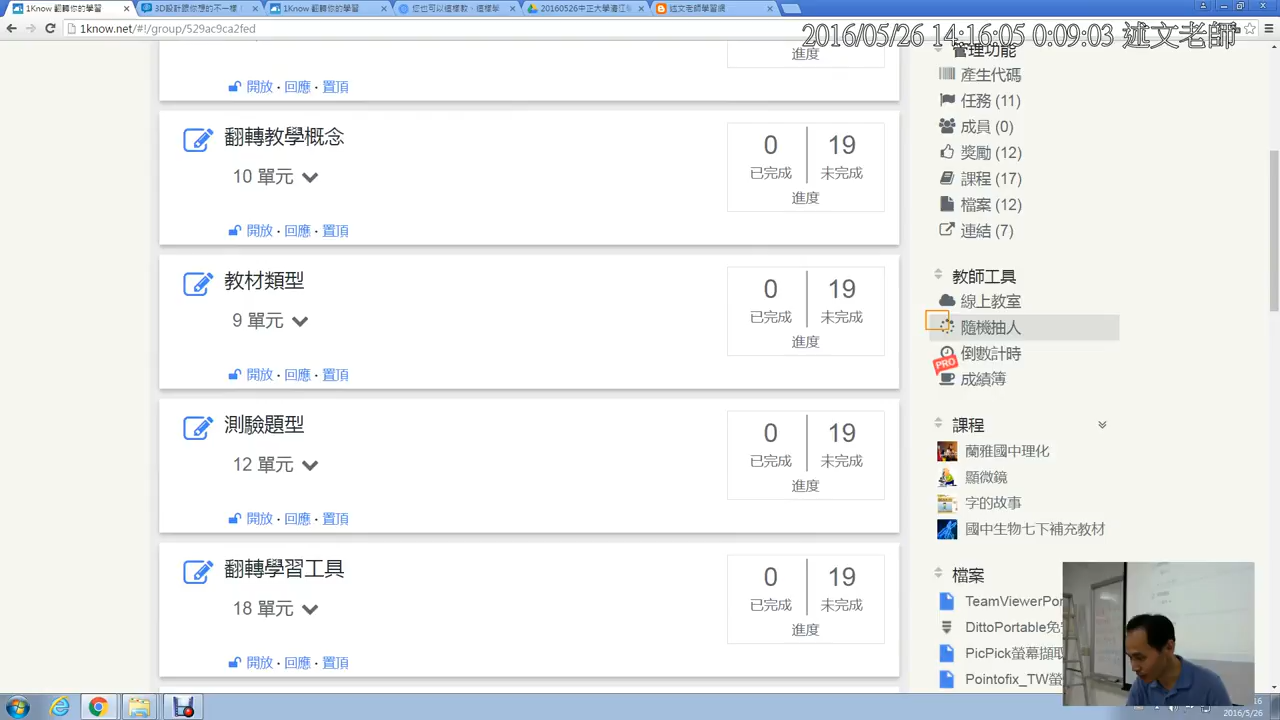 1Know 翻轉你的學習
3D設計跟你想的不一樣！
1Know 翻轉你的學習
您也可以這樣教，這樣學
20160526中正大學遠距
述文老師學習網
1know.net/#!/group/529ac9ca2fed
2016/05/26 14:16:05 0:09:03 述文老師
進度
開放 · 回應 · 置頂
翻轉教學概念
10 單元
0
19
已完成
未完成
進度
開放 · 回應 · 置頂
教材類型
9 單元
0
19
已完成
未完成
進度
開放 · 回應 · 置頂
測驗題型
12 單元
0
19
已完成
未完成
進度
開放 · 回應 · 置頂
翻轉學習工具
18 單元
0
19
已完成
未完成
進度
開放 · 回應 · 置頂
管理功能
產生代碼
任務 (11)
成員 (0)
獎勵 (12)
課程 (17)
檔案 (12)
連結 (7)
教師工具
線上教室
隨機抽人
倒數計時
PRO
成績簿
課程
蘭雅國中理化
顯微鏡
字的故事
國中生物七下補充教材
檔案
TeamViewerPor
DittoPortable免
PicPick螢幕擷取
Pointofix_TW螢
2016/5/26